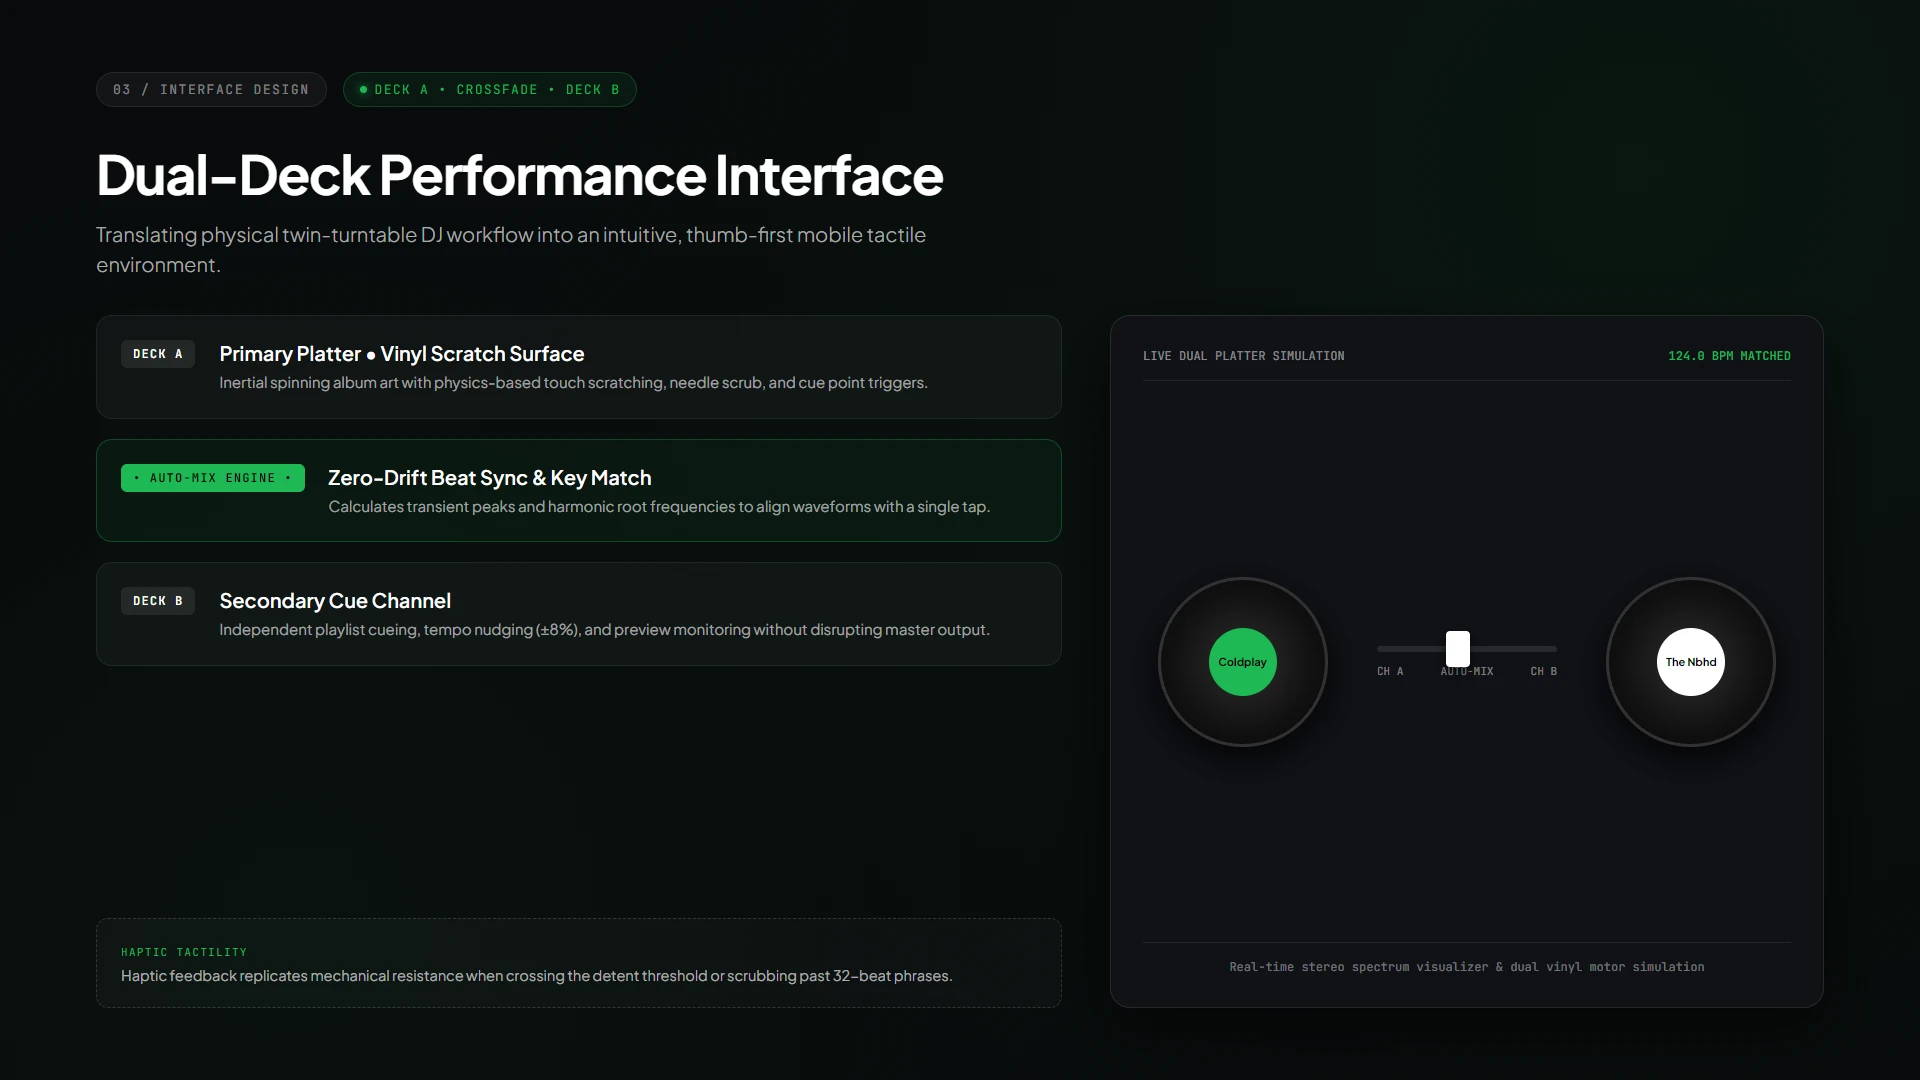 03 / INTERFACE DESIGN
DECK A • CROSSFADE • DECK B
Dual-Deck Performance Interface
Translating physical twin-turntable DJ workflow into an intuitive, thumb-first mobile tactile
environment.
DECK A
Primary Platter • Vinyl Scratch Surface
Inertial spinning album art with physics-based touch scratching, needle scrub, and cue point triggers.
• AUTO-MIX ENGINE •
Zero-Drift Beat Sync & Key Match
Calculates transient peaks and harmonic root frequencies to align waveforms with a single tap.
DECK B
Secondary Cue Channel
Independent playlist cueing, tempo nudging (±8%), and preview monitoring without disrupting master output.
HAPTIC TACTILITY
Haptic feedback replicates mechanical resistance when crossing the detent threshold or scrubbing past 32-beat phrases.
LIVE DUAL PLATTER SIMULATION
124.0 BPM MATCHED
Coldplay
CH A
AUTO-MIX
CH B
The Nbhd
Real-time stereo spectrum visualizer & dual vinyl motor simulation